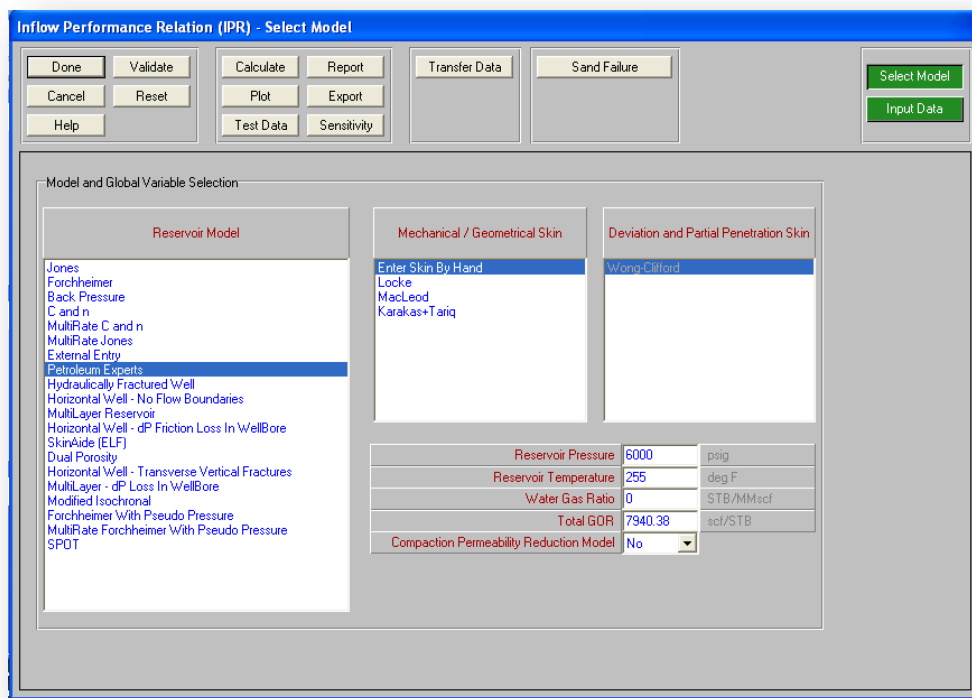 Inflow Performance Relation (IPR) - Select Model
Done Validate Calculate Report Transfer Data Sand Failure Select Model
Cancel Reset Plot Export Input Data
Help Test Data Sensitivity
Model and Global Variable Selection
Reservoir Model
Jones
Forchheimer
Back Pressure
C and n
MultiRate C and n
MultiRate Jones
External Entry
Petroleum Experts
Hydraulically Fractured Well
Horizontal Well - No Flow Boundaries
MultiLayer Reservoir
Horizontal Well - dP Friction Loss In WellBore
SkinAide (ELF)
Dual Porosity
Horizontal Well - Transverse Vertical Fractures
MultiLayer - dP Loss In WellBore
Modified Isochronal
Forchheimer With Pseudo Pressure
MultiRate Forchheimer With Pseudo Pressure
SPOT
Mechanical / Geometrical Skin
Enter Skin By Hand
Locke
MacLeod
Karakas+Tariq
Deviation and Partial Penetration Skin
Wong-Clifford
Reservoir Pressure 6000 psig
Reservoir Temperature 255 deg F
Water Gas Ratio 0 STB/MMscf
Total GOR 7940.38 scf/STB
Compaction Permeability Reduction Model No